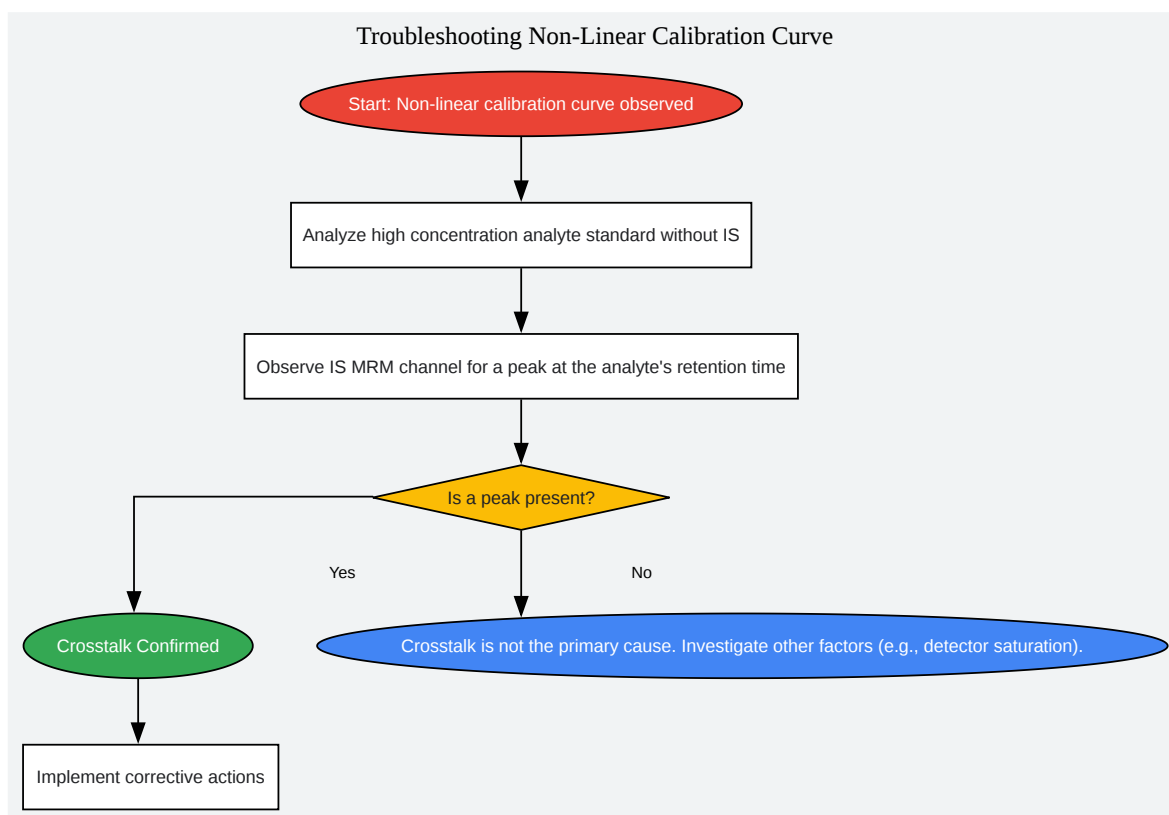 Troubleshooting Non-Linear Calibration Curve
Start: Non-linear calibration curve observed
Analyze high concentration analyte standard without IS
Observe IS MRM channel for a peak at the analyte's retention time
Is a peak present?
Yes
No
Crosstalk Confirmed
Crosstalk is not the primary cause. Investigate other factors (e.g., detector saturation).
Implement corrective actions